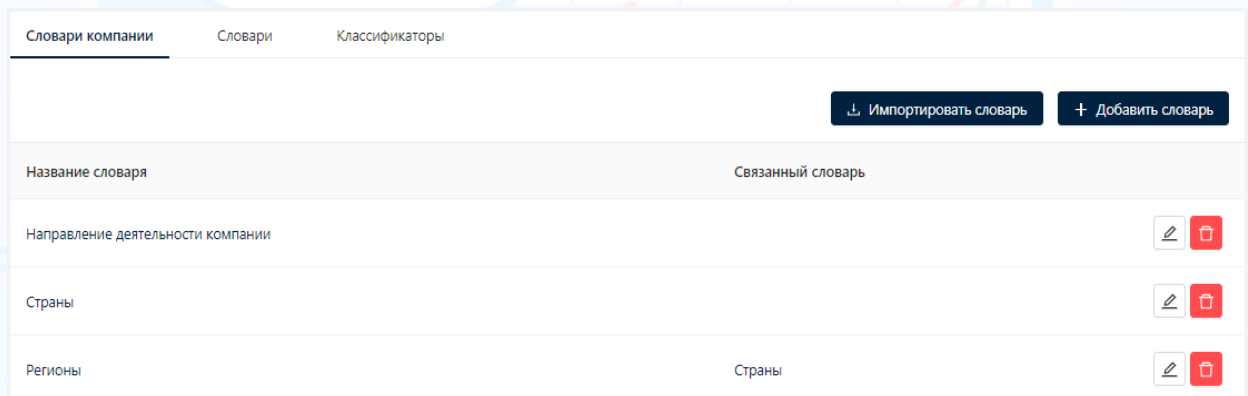 Словари компании Словари Классификаторы
Импортировать словарь + Добавить словарь
Название словаря Связанный словарь
Направление деятельности компании
Страны
Регионы Страны